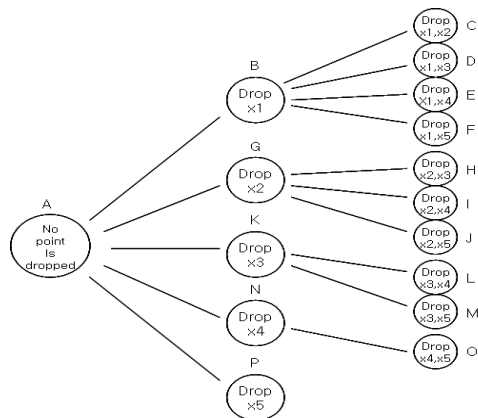 A
No
point
Is
dropped
B
Drop
x1
G
Drop
x2
K
Drop
x3
N
Drop
x4
P
Drop
x5
Drop
x1,x2
C
Drop
x1,x3
D
Drop
X1,x4
E
Drop
x1,x5
F
Drop
x2,x3
H
Drop
x2,x4
I
Drop
x2,x5
J
Drop
x3,x4
L
Drop
x3,x5
M
Drop
x4,x5
O